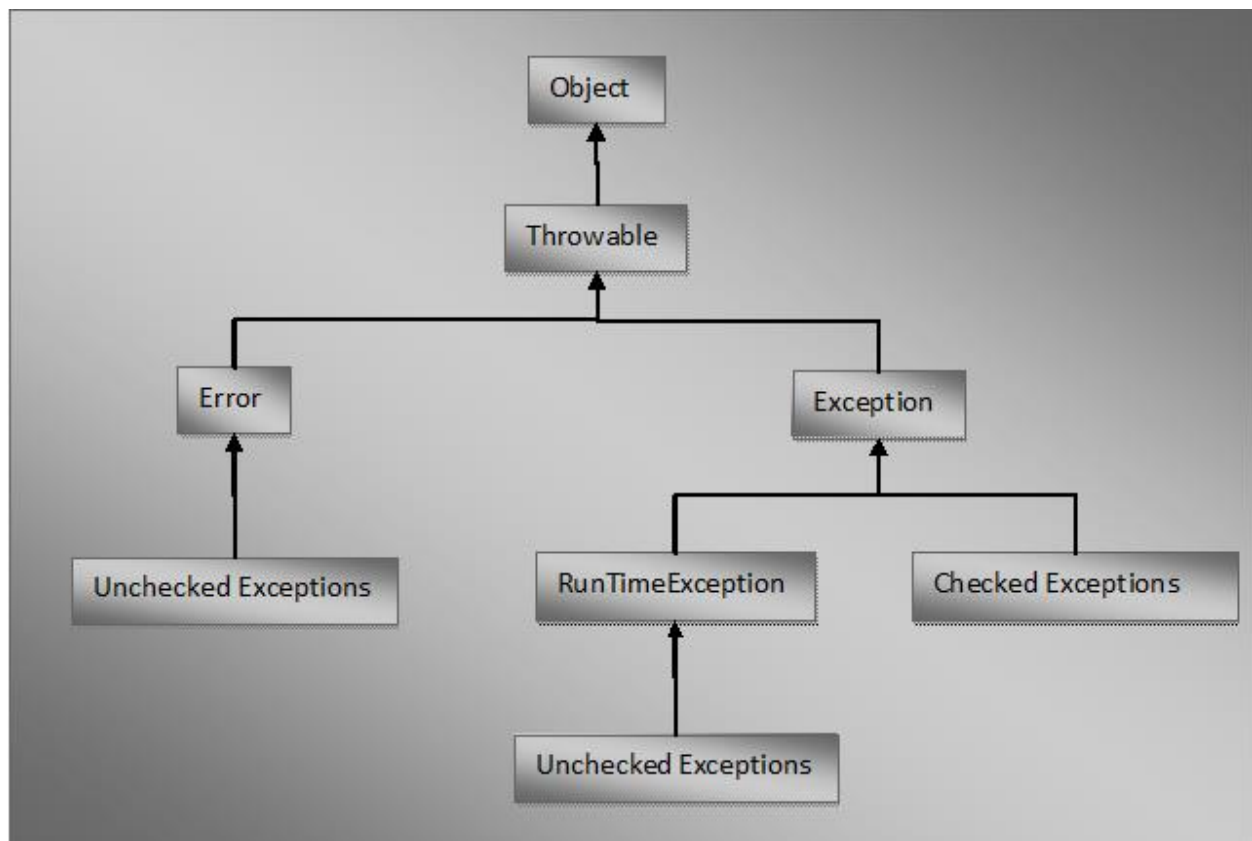 Object
Throwable
Error
Exception
Unchecked Exceptions
RunTimeException
Checked Exceptions
Unchecked Exceptions